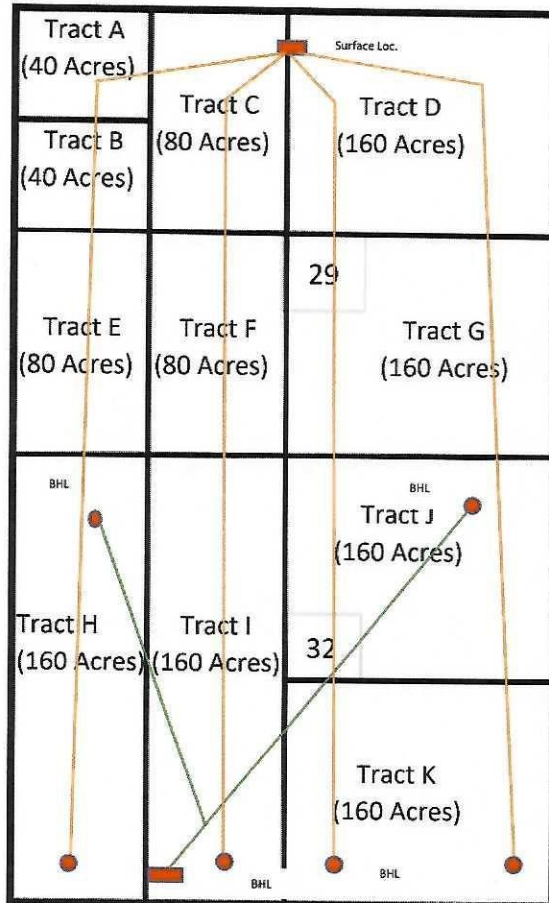 Tract A
(40 Acres)
Surface Loc.
Tract C
(80 Acres)
Tract D
(160 Acres)
Tract B
(40 Acres)
29
Tract E
(80 Acres)
Tract F
(80 Acres)
Tract G
(160 Acres)
BHL
BHL
Tract J
(160 Acres)
Tract H
(160 Acres)
Tract I
(160 Acres)
32
Tract K
(160 Acres)
BHL
BHL